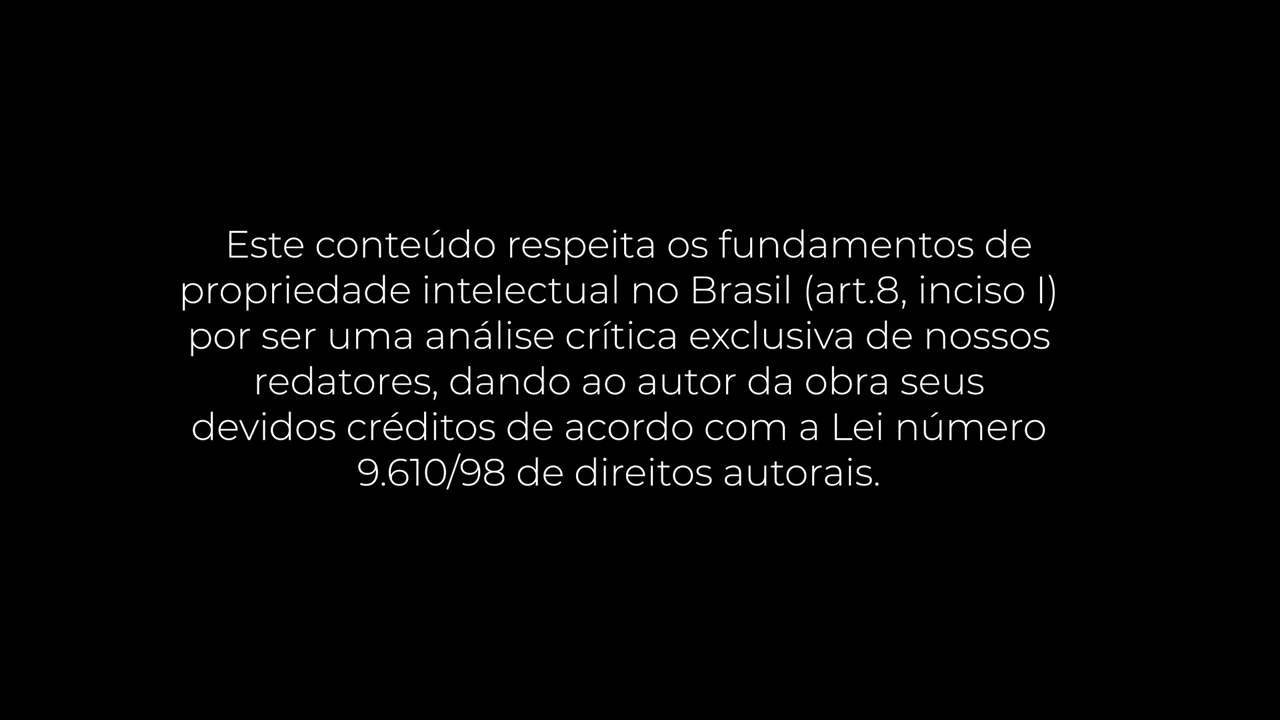 Este conteúdo respeita os fundamentos de
propriedade intelectual no Brasil (art.8, inciso I)
por ser uma análise crítica exclusiva de nossos
redatores, dando ao autor da obra seus
devidos créditos de acordo com a Lei número
9.610/98 de direitos autorais.